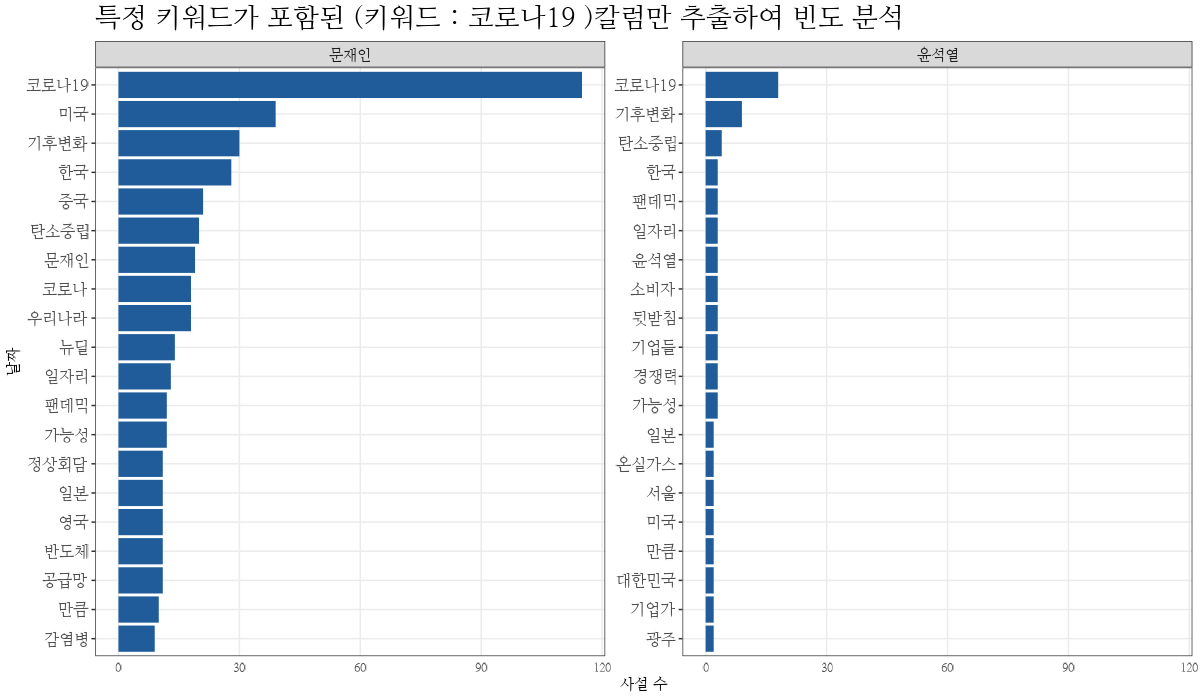 특정 키워드가 포함된 (키워드 : 코로나19 )칼럼만 추출하여 빈도 분석
문재인
코로나19
미국
기후변화
한국
중국
탄소중립
문재인
코로나
우리나라
뉴딜
일자리
팬데믹
가능성
정상회담
일본
영국
반도체
공급망
만큼
감염병
0 30 60 90 120
윤석열
코로나19
기후변화
탄소중립
한국
팬데믹
일자리
윤석열
소비자
뒷받침
기업들
경쟁력
가능성
일본
온실가스
서울
미국
만큼
대한민국
기업가
광주
0 30 60 90 120
날짜
사설 수